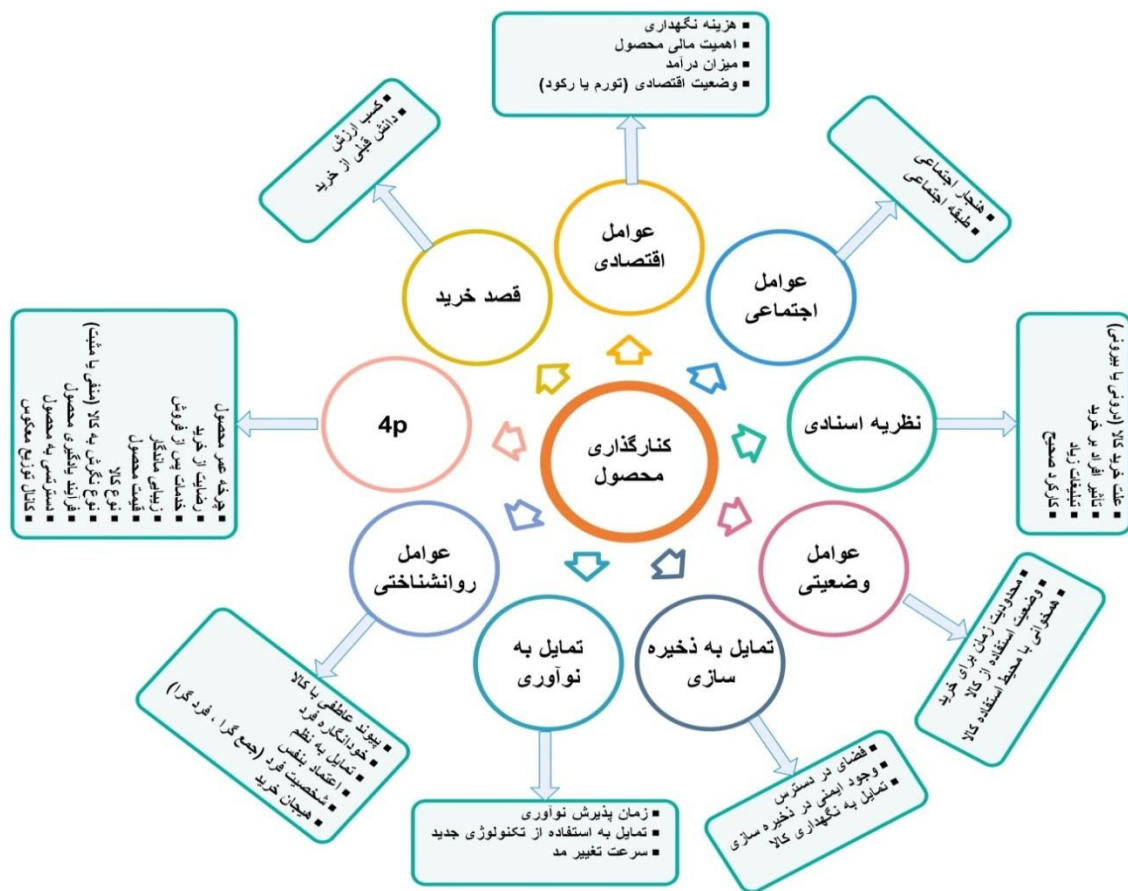 کنارگذاری
محصول
عوامل
اقتصادی
هزینه نگهداری
اهمیت مالی محصول
میزان درآمد
وضعیت اقتصادی (تورم یا رکود)
عوامل
اجتماعی
هنجار اجتماعی
طبقه اجتماعی
نظریه اسنادی
علت خرید کالا (درونی یا بیرونی)
تاثیر افراد بر خرید
تبلیغات زیاد
کارکرد صحیح
عوامل
وضعیتی
محدودیت زمان برای خرید
وضعیت استفاده از کالا
همخوانی با محیط استفاده کالا
تمایل به ذخیره
سازی
فضای در دسترس
وجود ایمنی در ذخیره سازی
تمایل به نگهداری کالا
تمایل به
نوآوری
زمان پذیرش نوآوری
تمایل به استفاده از تکنولوژی جدید
سرعت تغییر مد
عوامل
روانشناختی
پیوند عاطفی با کالا
خودانگاره فرد
تمایل به نظم
اعتماد بنفس
شخصیت فرد (جمع گرا ، فرد گرا)
هیجان خرید
4p
چرخه عمر محصول
رضایت از خرید
خدمات پس از فروش
زیبایی ماندگار
قیمت محصول
نوع کالا
نوع نگرش به کالا (منفی یا مثبت)
فرایند یادگیری محصول
دسترسی به محصول
کانال توزیع معکوس
قصد خرید
کسب ارزش
دانش قبلی از خرید